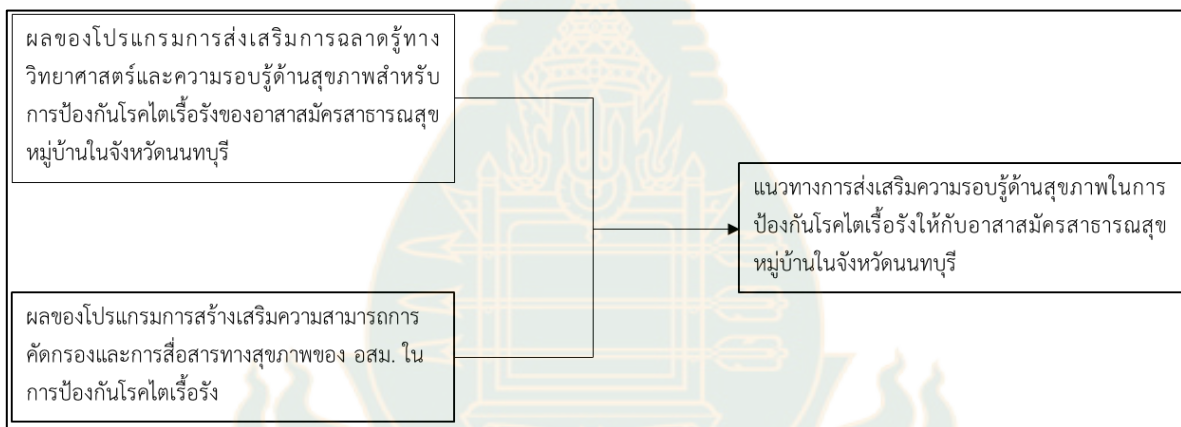 ผลของโปรแกรมการส่งเสริมการฉลาดรู้ทาง
วิทยาศาสตร์และความรอบรู้ด้านสุขภาพสำหรับ
การป้องกันโรคไตเรื้อรังของอาสาสมัครสาธารณสุข
หมู่บ้านในจังหวัดนนทบุรี
แนวทางการส่งเสริมความรอบรู้ด้านสุขภาพในการ
ป้องกันโรคไตเรื้อรังให้กับอาสาสมัครสาธารณสุข
หมู่บ้านในจังหวัดนนทบุรี
ผลของโปรแกรมการสร้างเสริมความสามารถการ
คัดกรองและการสื่อสารทางสุขภาพของ อสม. ใน
การป้องกันโรคไตเรื้อรัง